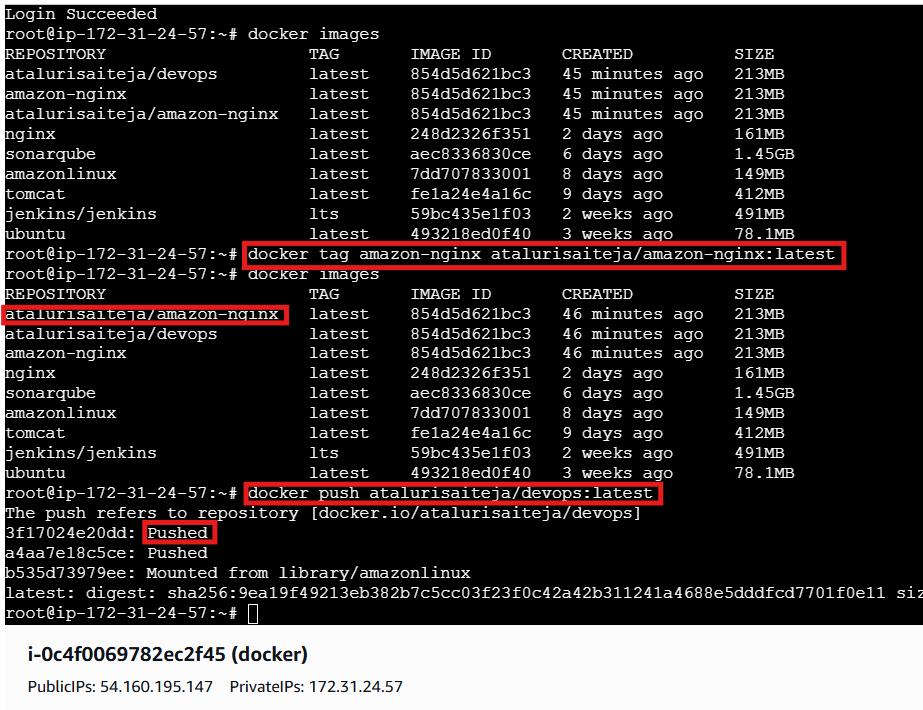 Login Succeeded
root@ip-172-31-24-57:~# docker images
REPOSITORY TAG IMAGE ID CREATED SIZE
atalurisaiteja/devops latest 854d5d621bc3 45 minutes ago 213MB
amazon-nginx latest 854d5d621bc3 45 minutes ago 213MB
atalurisaiteja/amazon-nginx latest 854d5d621bc3 45 minutes ago 213MB
nginx latest 248d2326f351 2 days ago 161MB
sonarqube latest aec8336830ce 6 days ago 1.45GB
amazonlinux latest 7dd707833001 8 days ago 149MB
tomcat latest fe1a24e4a16c 9 days ago 412MB
jenkins/jenkins lts 59bc435e1f03 2 weeks ago 491MB
ubuntu latest 493218ed0f40 3 weeks ago 78.1MB
root@ip-172-31-24-57:~# docker tag amazon-nginx atalurisaiteja/amazon-nginx:latest
root@ip-172-31-24-57:~# docker images
REPOSITORY TAG IMAGE ID CREATED SIZE
atalurisaiteja/amazon-nginx latest 854d5d621bc3 46 minutes ago 213MB
atalurisaiteja/devops latest 854d5d621bc3 46 minutes ago 213MB
amazon-nginx latest 854d5d621bc3 46 minutes ago 213MB
nginx latest 248d2326f351 2 days ago 161MB
sonarqube latest aec8336830ce 6 days ago 1.45GB
amazonlinux latest 7dd707833001 8 days ago 149MB
tomcat latest fe1a24e4a16c 9 days ago 412MB
jenkins/jenkins lts 59bc435e1f03 2 weeks ago 491MB
ubuntu latest 493218ed0f40 3 weeks ago 78.1MB
root@ip-172-31-24-57:~# docker push atalurisaiteja/devops:latest
The push refers to repository [docker.io/atalurisaiteja/devops]
3f17024e20dd: Pushed
a4aa7e18c5ce: Pushed
b535d73979ee: Mounted from library/amazonlinux
latest: digest: sha256:9ea19f49213eb382b7c5cc03f23f0c42a42b311241a4688e5dddfcd7701f0e11 siz
root@ip-172-31-24-57:~#
i-0c4f0069782ec2f45 (docker)
PublicIPs: 54.160.195.147 PrivateIPs: 172.31.24.57